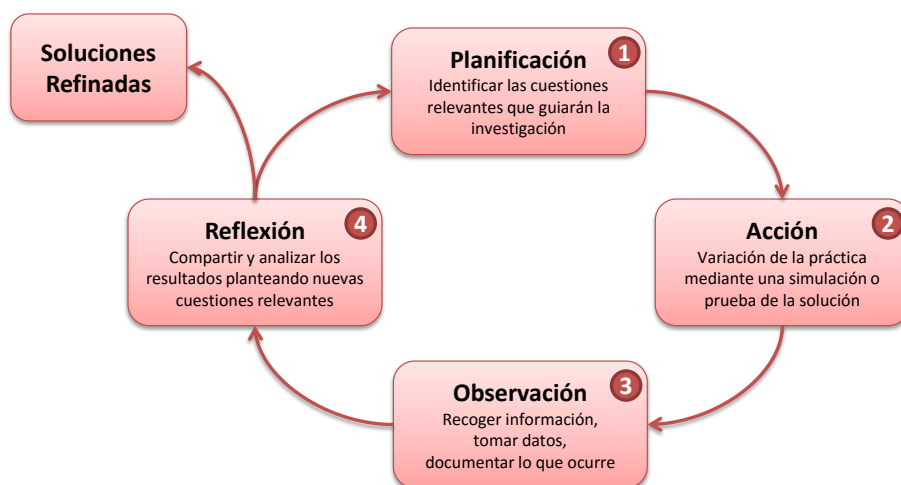 Soluciones
Refinadas
Planificación
1
Identificar las cuestiones
relevantes que guiarán la
investigación
Acción
2
Variación de la práctica
mediante una simulación o
prueba de la solución
Observación
3
Recoger información,
tomar datos,
documentar lo que ocurre
Reflexión
4
Compartir y analizar los
resultados planteando nuevas
cuestiones relevantes